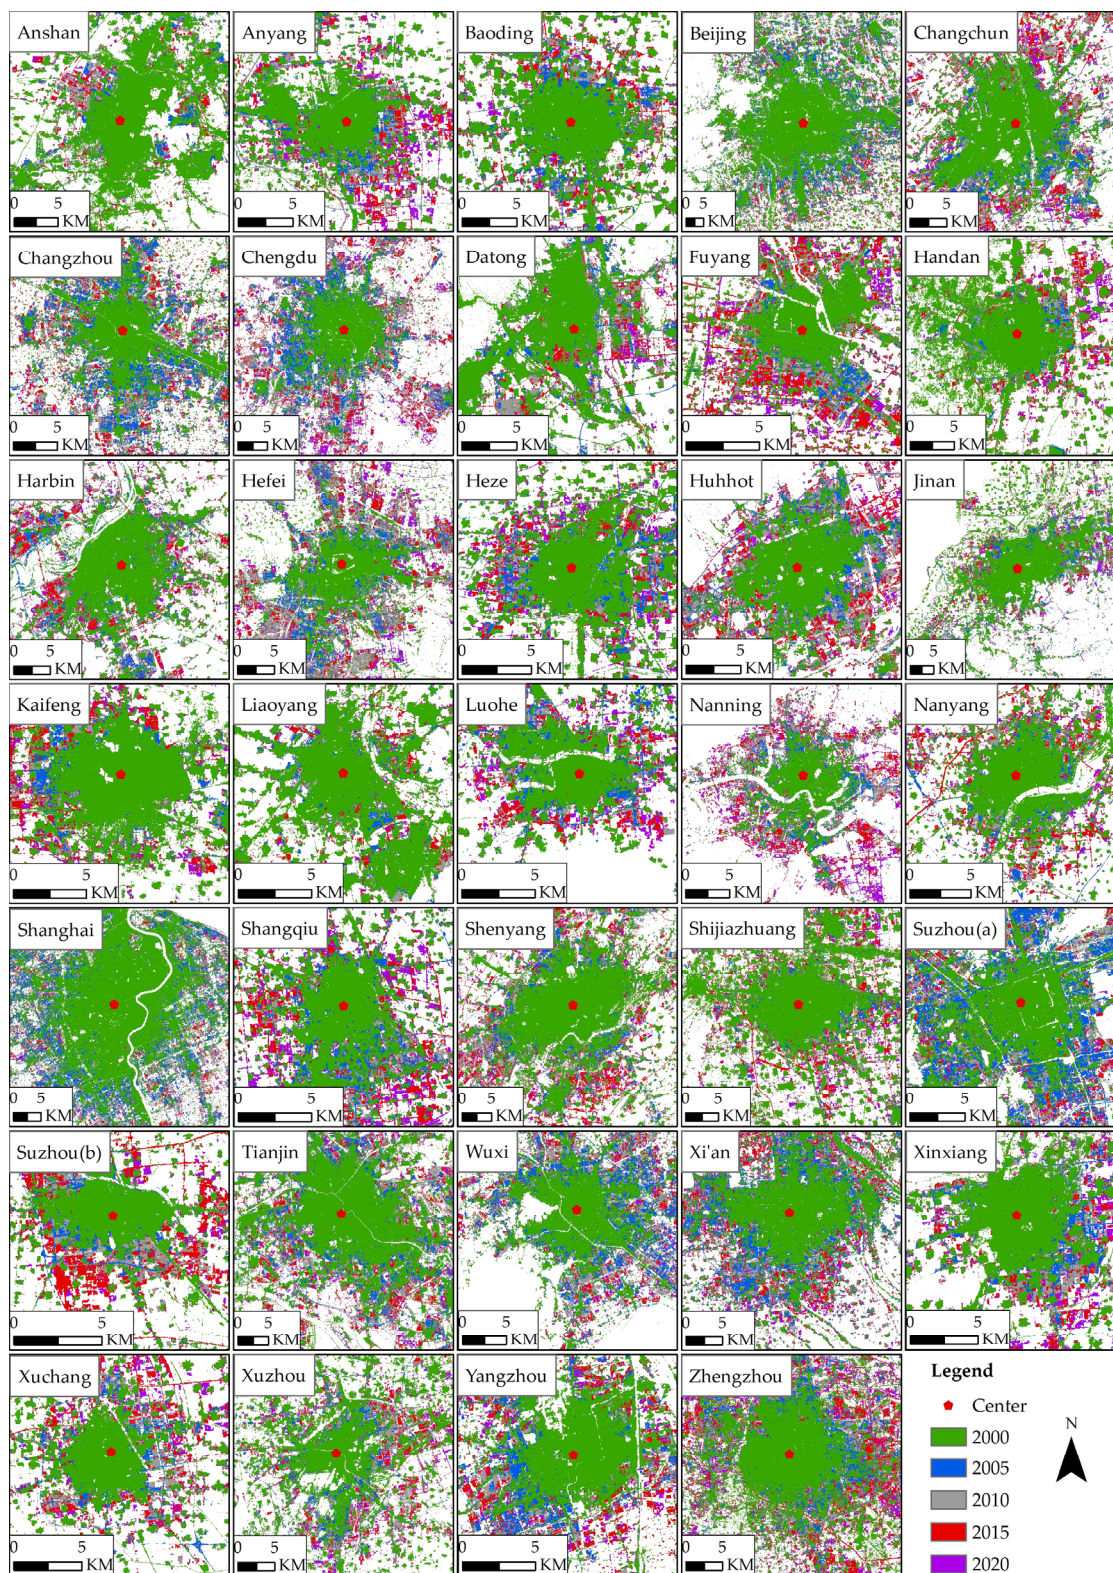 Anshan
0 5
KM
Anyang
0 5
KM
Baoding
0 5
KM
Beijing
0 5
KM
Changchun
0 5
KM
Changzhou
0 5
KM
Chengdu
0 5
KM
Datong
0 5
KM
Fuyang
0 5
KM
Handan
0 5
KM
Harbin
0 5
KM
Hefei
0 5
KM
Heze
0 5
KM
Huhhot
0 5
KM
Jinan
0 5
KM
Kaifeng
0 5
KM
Liaoyang
0 5
KM
Luohe
0 5
KM
Nanning
0 5
KM
Nanyang
0 5
KM
Shanghai
0 5
KM
Shangqiu
0 5
KM
Shenyang
0 5
KM
Shijiazhuang
0 5
KM
Suzhou(a)
0 5
KM
Suzhou(b)
0 5
KM
Tianjin
0 5
KM
Wuxi
0 5
KM
Xi'an
0 5
KM
Xinxiang
0 5
KM
Xuchang
0 5
KM
Xuzhou
0 5
KM
Yangzhou
0 5
KM
Zhengzhou
0 5
KM
Legend
Center
2000
2005
2010
2015
2020
N